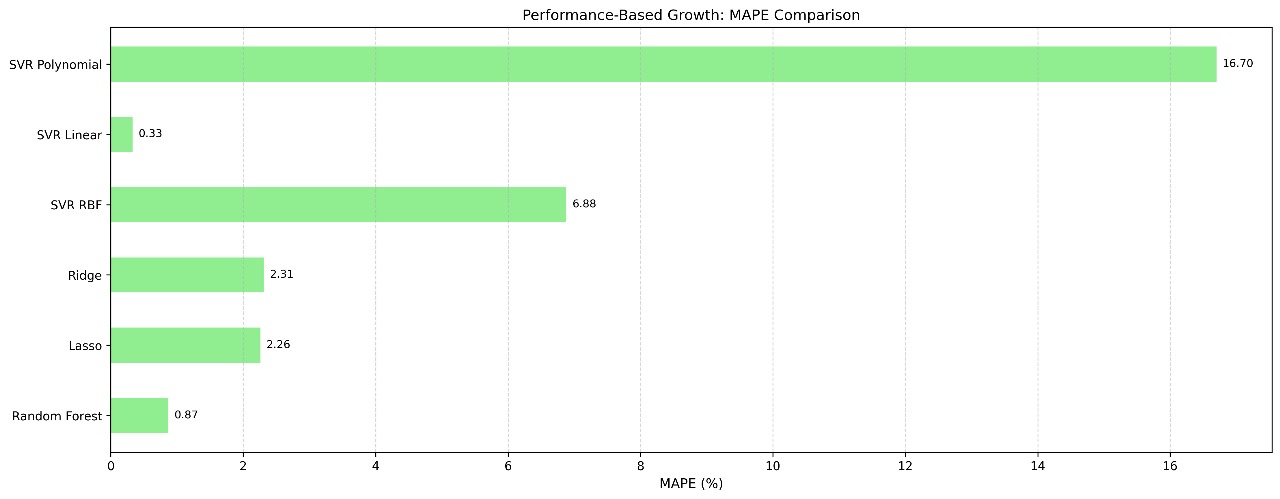 Performance-Based Growth: MAPE Comparison
SVR Polynomial
16.70
SVR Linear
0.33
SVR RBF
6.88
Ridge
2.31
Lasso
2.26
Random Forest
0.87
0 2 4 6 8 10 12 14 16
MAPE (%)